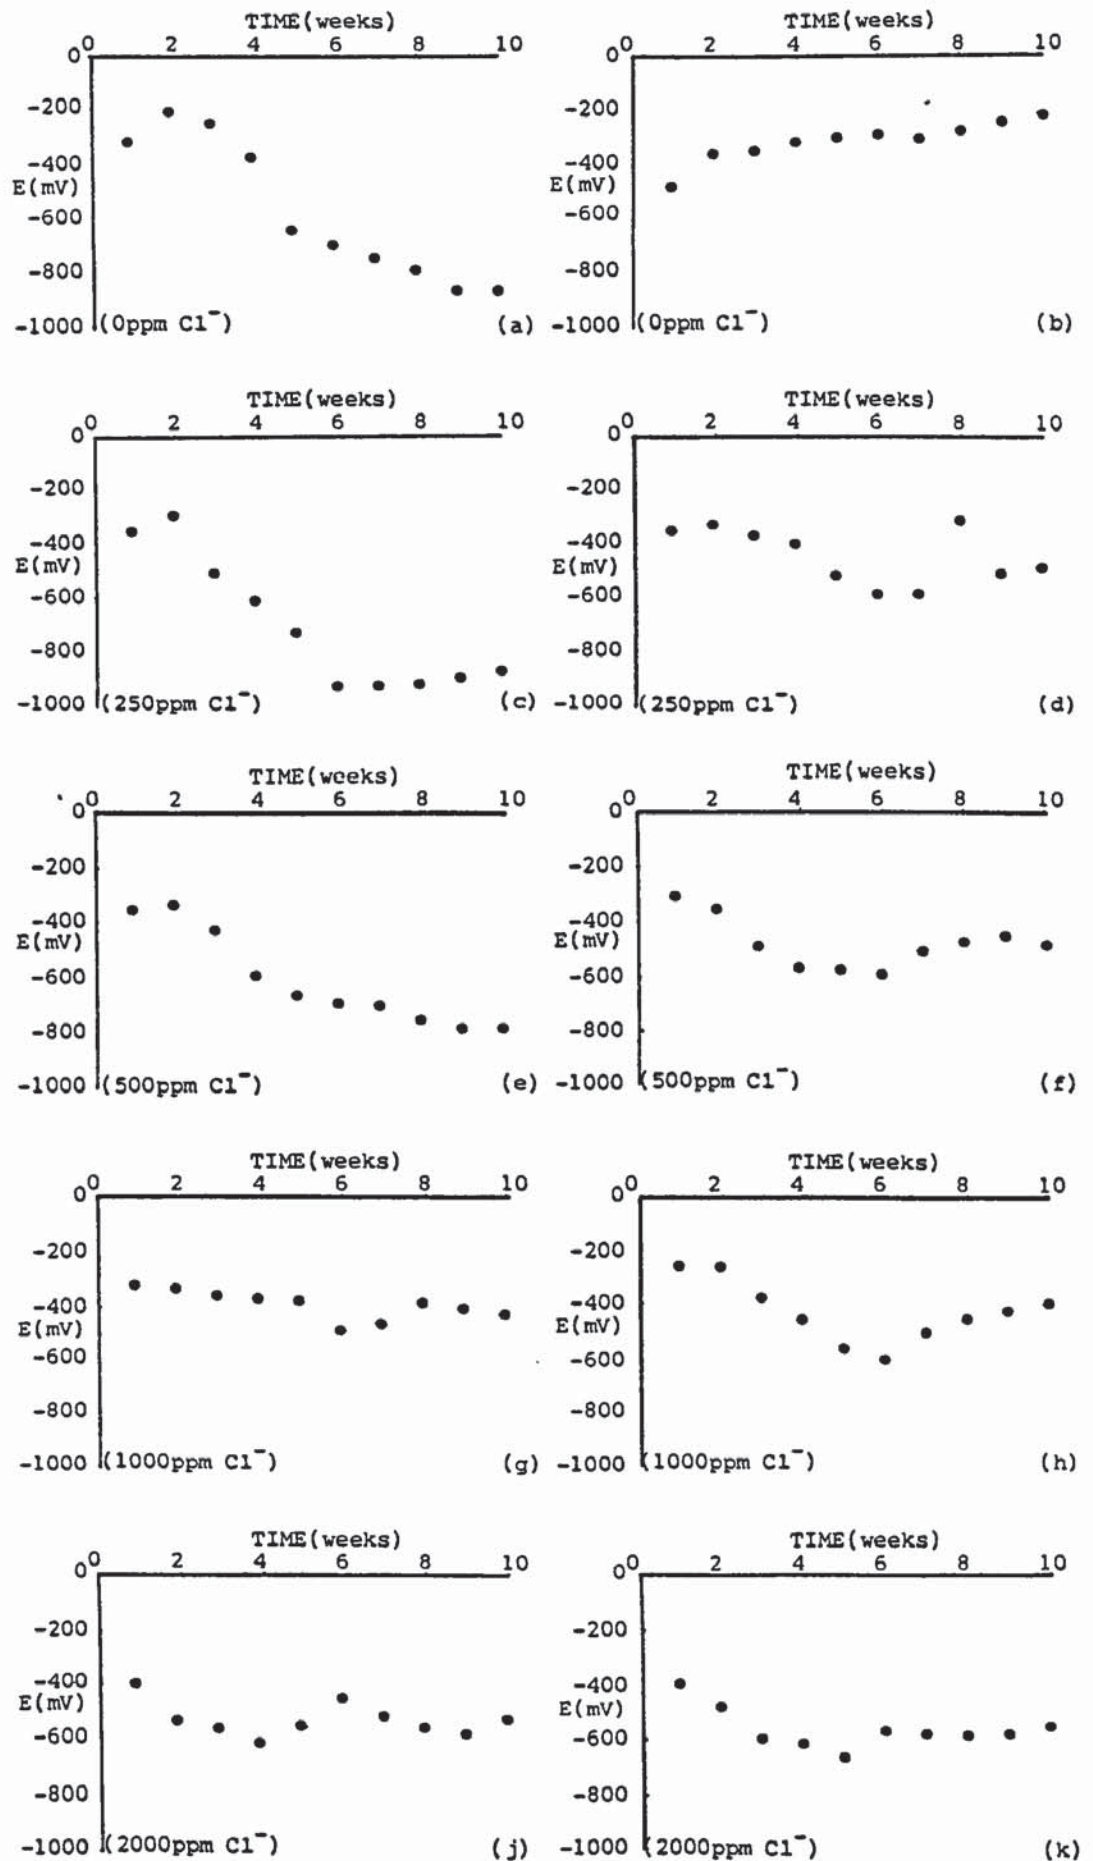 TIME(weeks)
0 2 4 6 8 10
0
-200
-400
E(mV)
-600
-800
-1000 (0ppm Cl⁻) (a)
TIME(weeks)
0 2 4 6 8 10
0
-200
-400
E(mV)
-600
-800
-1000 (0ppm Cl⁻) (b)
TIME(weeks)
0 2 4 6 8 10
0
-200
-400
E(mV)
-600
-800
-1000 (250ppm Cl⁻) (c)
TIME(weeks)
0 2 4 6 8 10
0
-200
-400
E(mV)
-600
-800
-1000 (250ppm Cl⁻) (d)
TIME(weeks)
0 2 4 6 8 10
0
-200
-400
E(mV)
-600
-800
-1000 (500ppm Cl⁻) (e)
TIME(weeks)
0 2 4 6 8 10
0
-200
-400
E(mV)
-600
-800
-1000 (500ppm Cl⁻) (f)
TIME(weeks)
0 2 4 6 8 10
0
-200
-400
E(mV)
-600
-800
-1000 (1000ppm Cl⁻) (g)
TIME(weeks)
0 2 4 6 8 10
0
-200
-400
E(mV)
-600
-800
-1000 (1000ppm Cl⁻) (h)
TIME(weeks)
0 2 4 6 8 10
0
-200
-400
E(mV)
-600
-800
-1000 (2000ppm Cl⁻) (j)
TIME(weeks)
0 2 4 6 8 10
0
-200
-400
E(mV)
-600
-800
-1000 (2000ppm Cl⁻) (k)